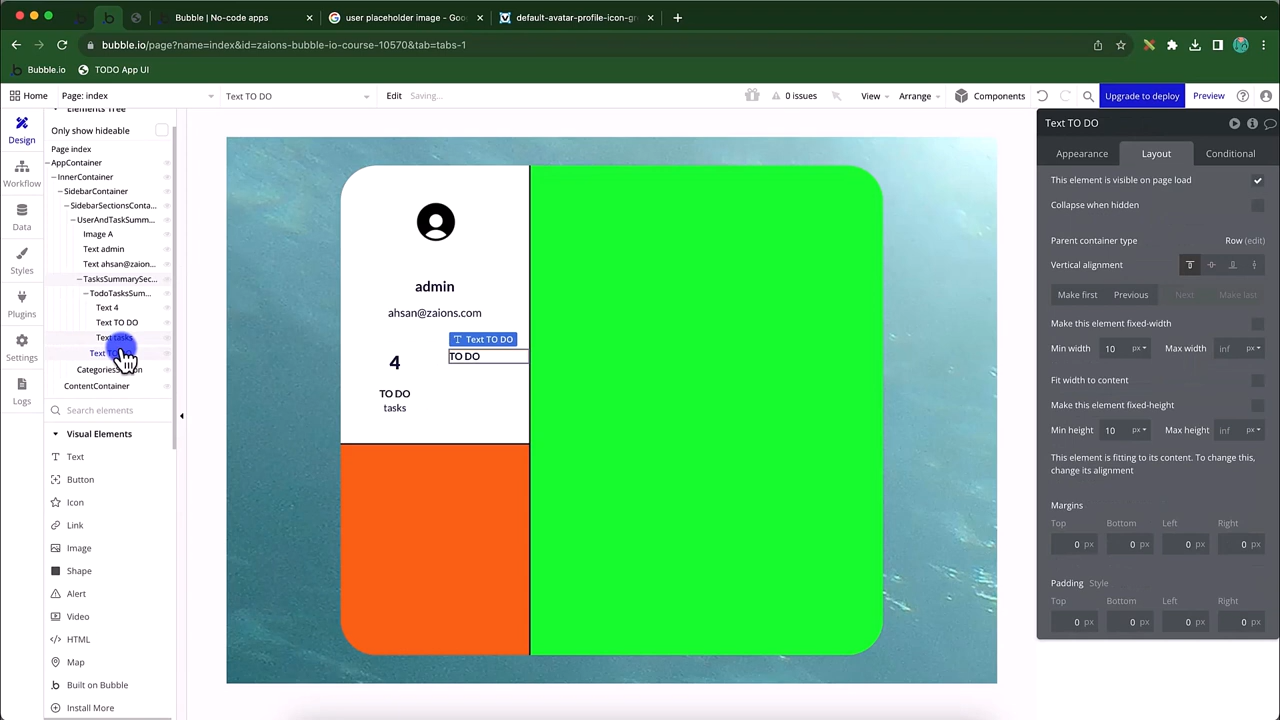 Bubble | No-code apps
user placeholder image - Goo
default-avatar-profile-icon-gre
bubble.io/page?name=index&id=zaions-bubble-io-course-10570&tab=tabs-1
Bubble.io
TODO App UI
Home
Page: index
Text TO DO
Edit
Saving...
0 issues
View
Arrange
Components
Upgrade to deploy
Preview
Design
Workflow
Data
Styles
Plugins
Settings
Logs
Elements Tree
Only show hideable
Page index
AppContainer
InnerContainer
SidebarContainer
SidebarSectionsConta...
UserAndTaskSumm...
Image A
Text admin
Text ahsan@zaion...
TasksSummarySec...
TodoTasksSum...
Text 4
Text TO DO
Text tasks
ContentContainer
Search elements
Visual Elements
Text
Button
Icon
Link
Image
Shape
Alert
Video
HTML
Map
Built on Bubble
Install More
admin
ahsan@zaions.com
Text TO DO
4
TO DO
TO DO
tasks
Text TO DO
Appearance
Layout
Conditional
This element is visible on page load
Collapse when hidden
Parent container type
Row (edit)
Vertical alignment
Make first
Previous
Next
Make last
Make this element fixed-width
Min width
10
px
Max width
inf
px
Fit width to content
Make this element fixed-height
Min height
10
px
Max height
inf
px
This element is fitting to its content. To change this,
change its alignment
Margins
Top
Bottom
Left
Right
0 px
0 px
0 px
0 px
Padding
Style
Top
Bottom
Left
Right
0 px
0 px
0 px
0 px